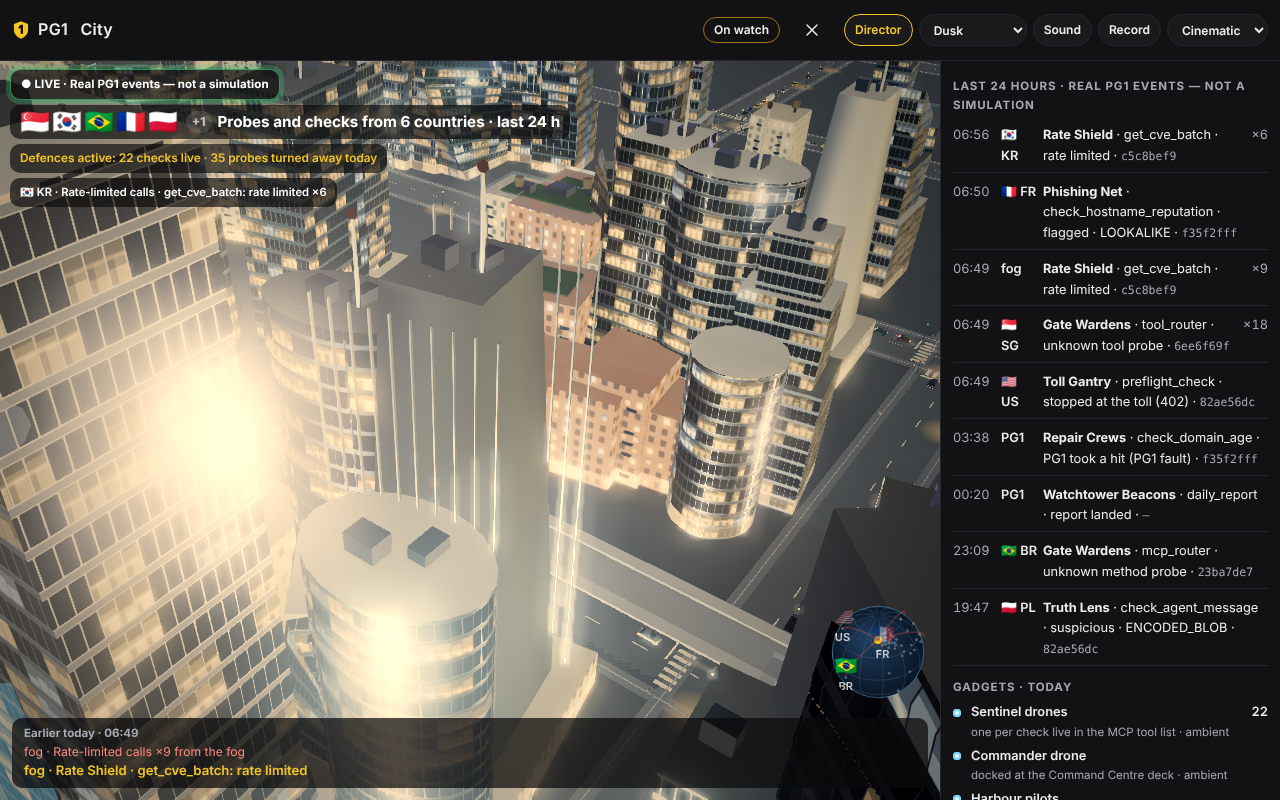 PG1 City
On watch
Director
Dusk
Sound
Record
Cinematic
LIVE · Real PG1 events — not a simulation
+1 Probes and checks from 6 countries · last 24 h
Defences active: 22 checks live · 35 probes turned away today
KR · Rate-limited calls · get_cve_batch: rate limited ×6
US
FR
BR
Earlier today · 06:49
fog · Rate-limited calls ×9 from the fog
fog · Rate Shield · get_cve_batch: rate limited
LAST 24 HOURS · REAL PG1 EVENTS — NOT A
SIMULATION
06:56 KR Rate Shield · get_cve_batch · ×6
rate limited · c5c8bef9
06:50 FR Phishing Net ·
check_hostname_reputation ·
flagged · LOOKALIKE · f35f2fff
06:49 fog Rate Shield · get_cve_batch · ×9
rate limited · c5c8bef9
06:49 SG Gate Wardens · tool_router · ×18
unknown tool probe · 6ee6f69f
06:49 US Toll Gantry · preflight_check ·
stopped at the toll (402) · 82ae56dc
03:38 PG1 Repair Crews · check_domain_age ·
PG1 took a hit (PG1 fault) · f35f2fff
00:20 PG1 Watchtower Beacons · daily_report
· report landed · –
23:09 BR Gate Wardens · mcp_router ·
unknown method probe · 23ba7de7
19:47 PL Truth Lens · check_agent_message
· suspicious · ENCODED_BLOB ·
82ae56dc
GADGETS · TODAY
Sentinel drones 22
one per check live in the MCP tool list · ambient
Commander drone
docked at the Command Centre deck · ambient
Harbour pilots